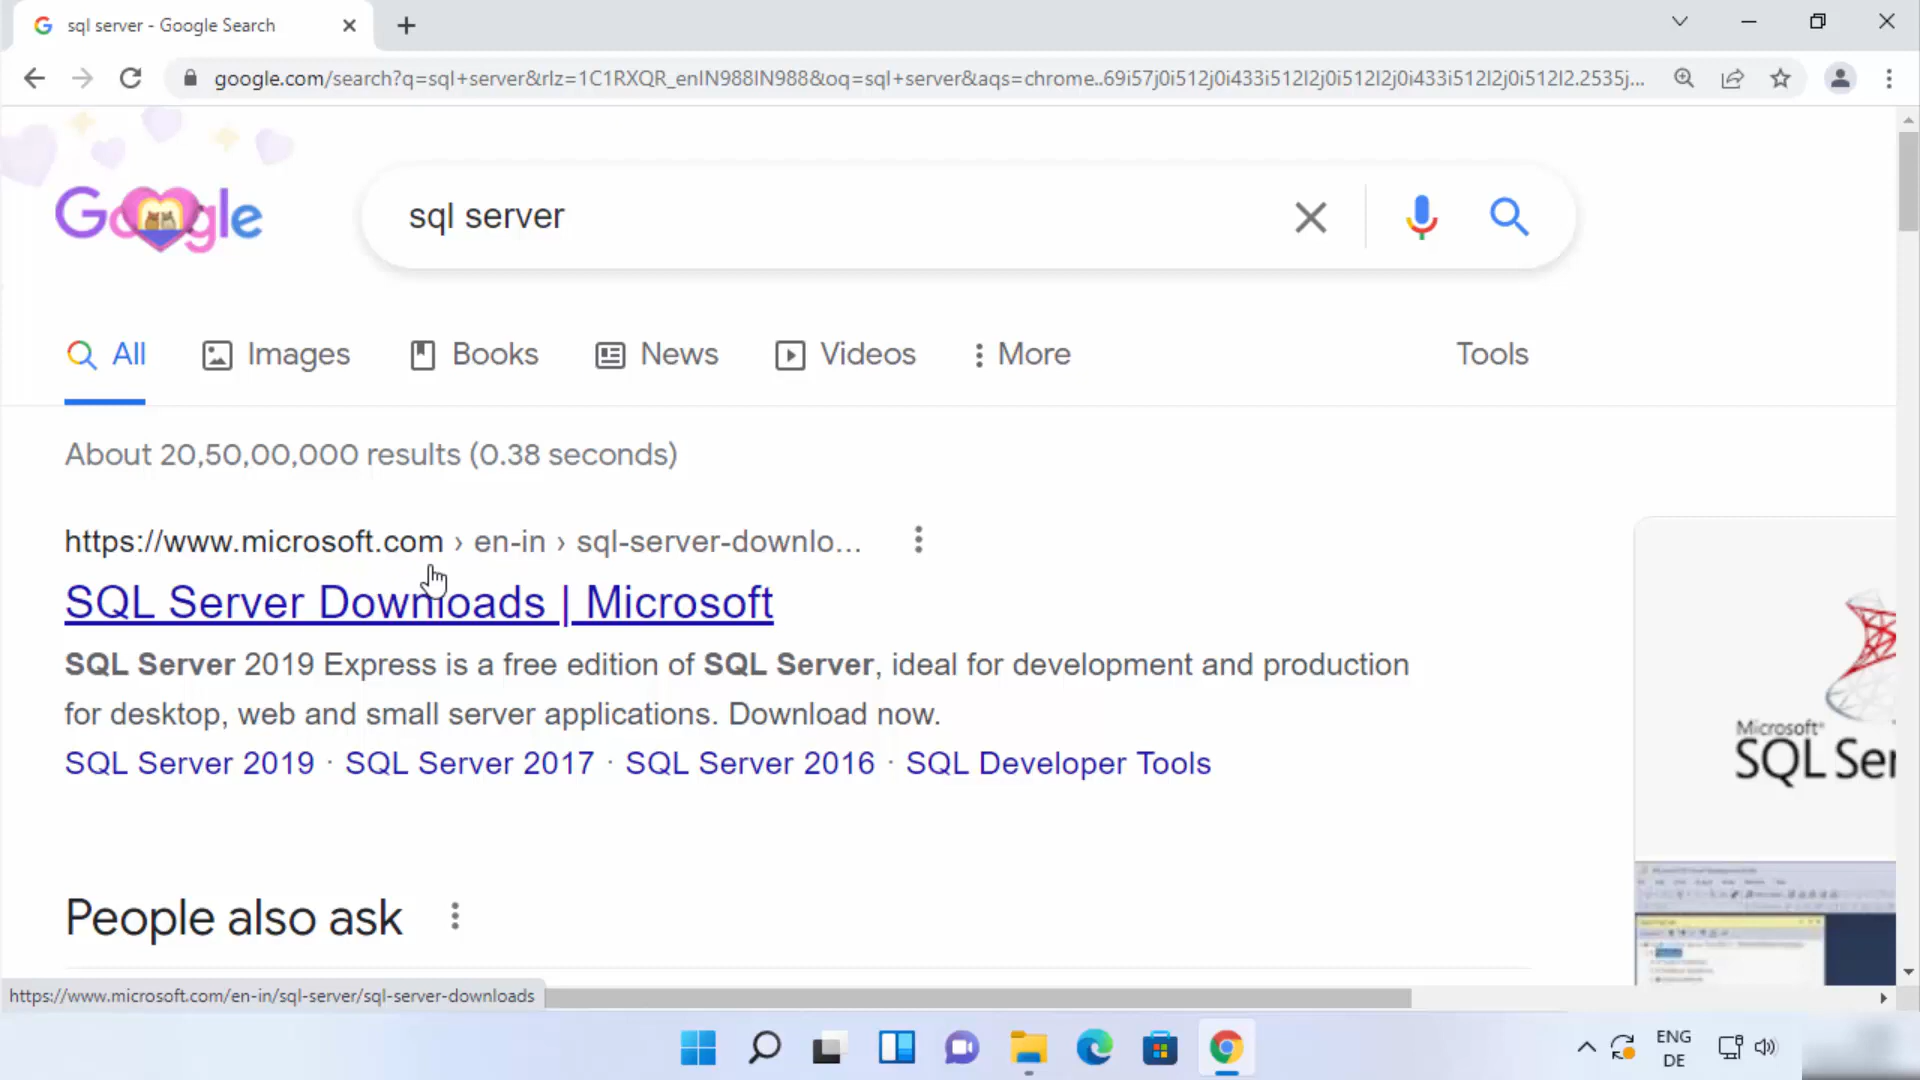 sql server - Google Search
google.com/search?q=sql+server&rlz=1C1RXQR_enIN988IN988&oq=sql+server&aqs=chrome..69i57j0i512j0i433i512l2j0i512l2j0i433i512l2j0i512l2.2535j...
Google
sql server
All Images Books News Videos More Tools
About 20,50,00,000 results (0.38 seconds)
https://www.microsoft.com › en-in › sql-server-downlo...
SQL Server Downloads | Microsoft
SQL Server 2019 Express is a free edition of SQL Server, ideal for development and production
for desktop, web and small server applications. Download now.
SQL Server 2019 · SQL Server 2017 · SQL Server 2016 · SQL Developer Tools
Microsoft®
SQL Ser
People also ask
https://www.microsoft.com/en-in/sql-server/sql-server-downloads
ENG
DE